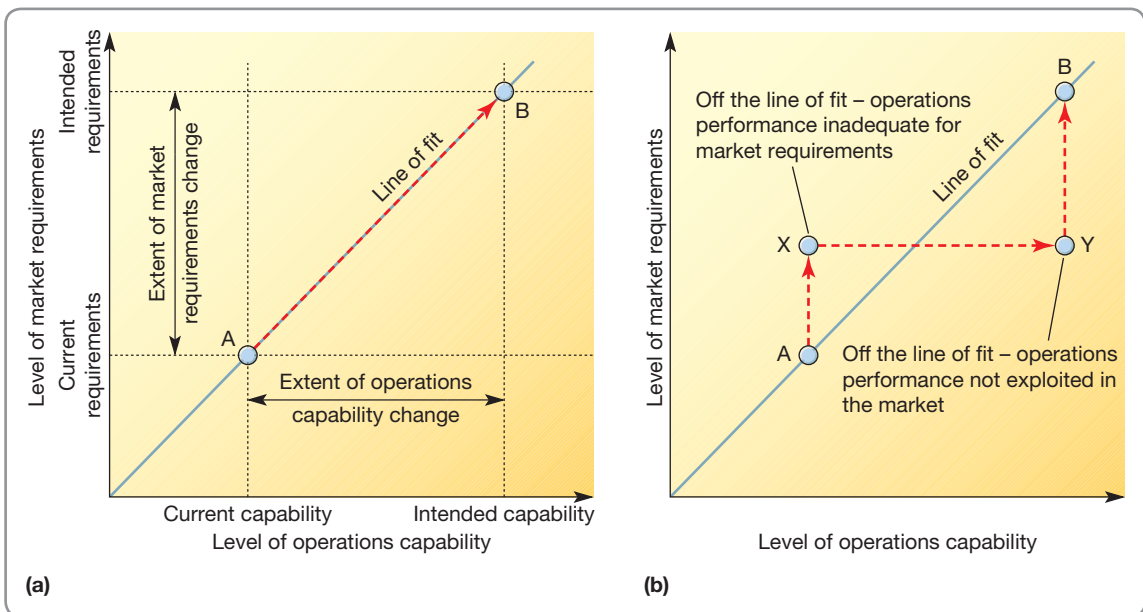 Level of market requirements
Intended
requirements
Current
requirements
Extent of market
requirements change
A
B
Line of fit
Extent of operations
capability change
Current capability
Intended capability
Level of operations capability
(a)
Level of market requirements
Off the line of fit – operations
performance inadequate for
market requirements
B
Line of fit
X
Y
A
Off the line of fit – operations
performance not exploited in
the market
Level of operations capability
(b)